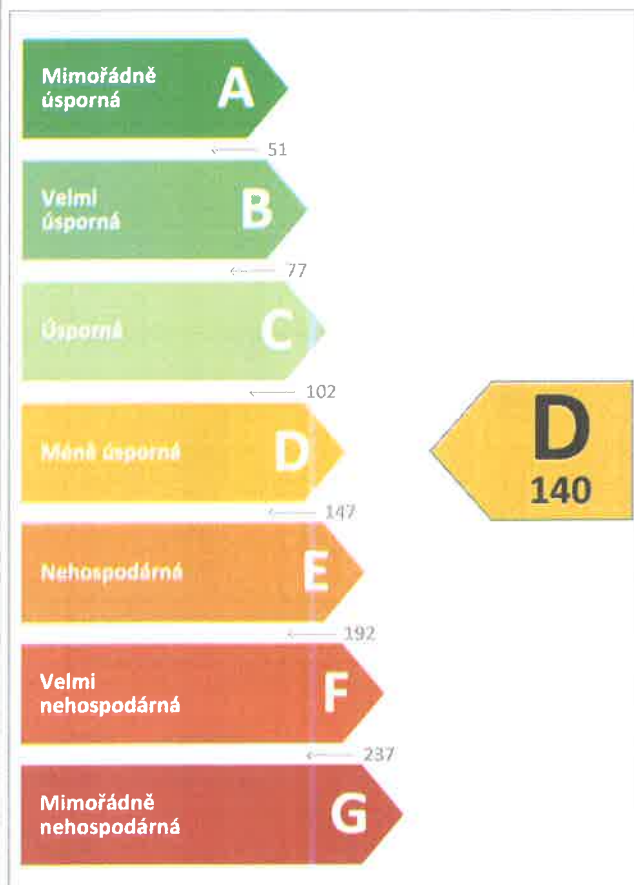 Mimořádně
úsporná
A
51
Velmi
úsporná
B
77
Úsporná
C
102
Méně úsporná
D
D
140
147
Nehospodárná
E
192
Velmi
nehospodárná
F
237
Mimořádně
nehospodárná
G